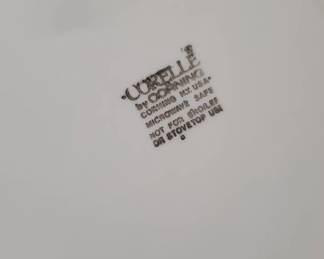 CORELLE
by CORNING
CORNING N.Y. USA
MICROWAVE SAFE
NOT FOR BROILER
OR STOVETOP USE